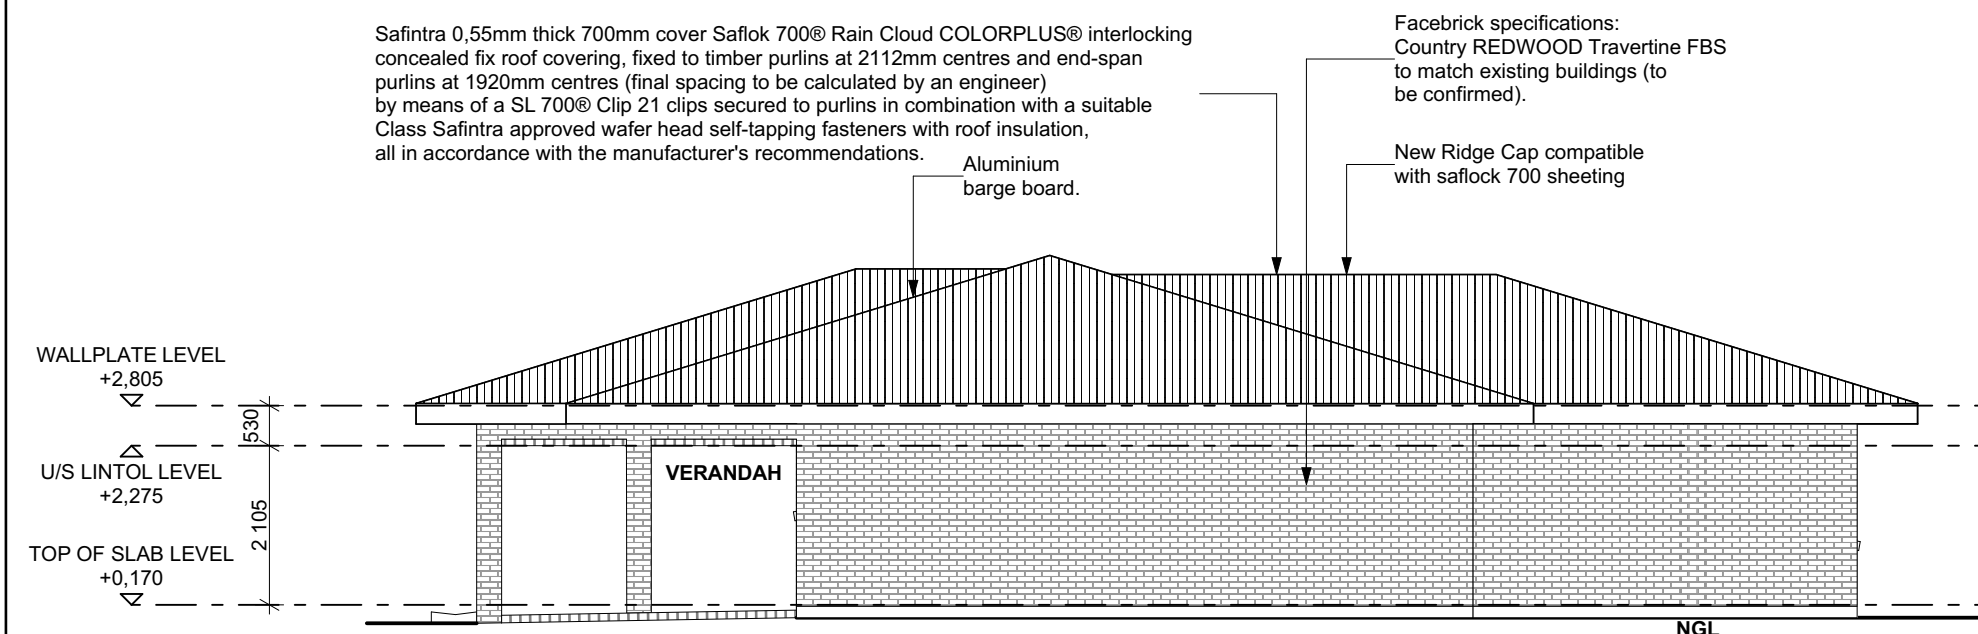 Safintra 0,55mm thick 700mm cover Saflok 700® Rain Cloud COLORPLUS® interlocking
concealed fix roof covering, fixed to timber purlins at 2112mm centres and end-span
purlins at 1920mm centres (final spacing to be calculated by an engineer)
by means of a SL 700® Clip 21 clips secured to purlins in combination with a suitable
Class Safintra approved wafer head self-tapping fasteners with roof insulation,
all in accordance with the manufacturer's recommendations.
Aluminium
barge board.
Facebrick specifications:
Country REDWOOD Travertine FBS
to match existing buildings (to
be confirmed).
New Ridge Cap compatible
with saflock 700 sheeting
WALLPLATE LEVEL
+2,805
530
U/S LINTOL LEVEL
+2,275
2 105
TOP OF SLAB LEVEL
+0,170
VERANDAH
NGL